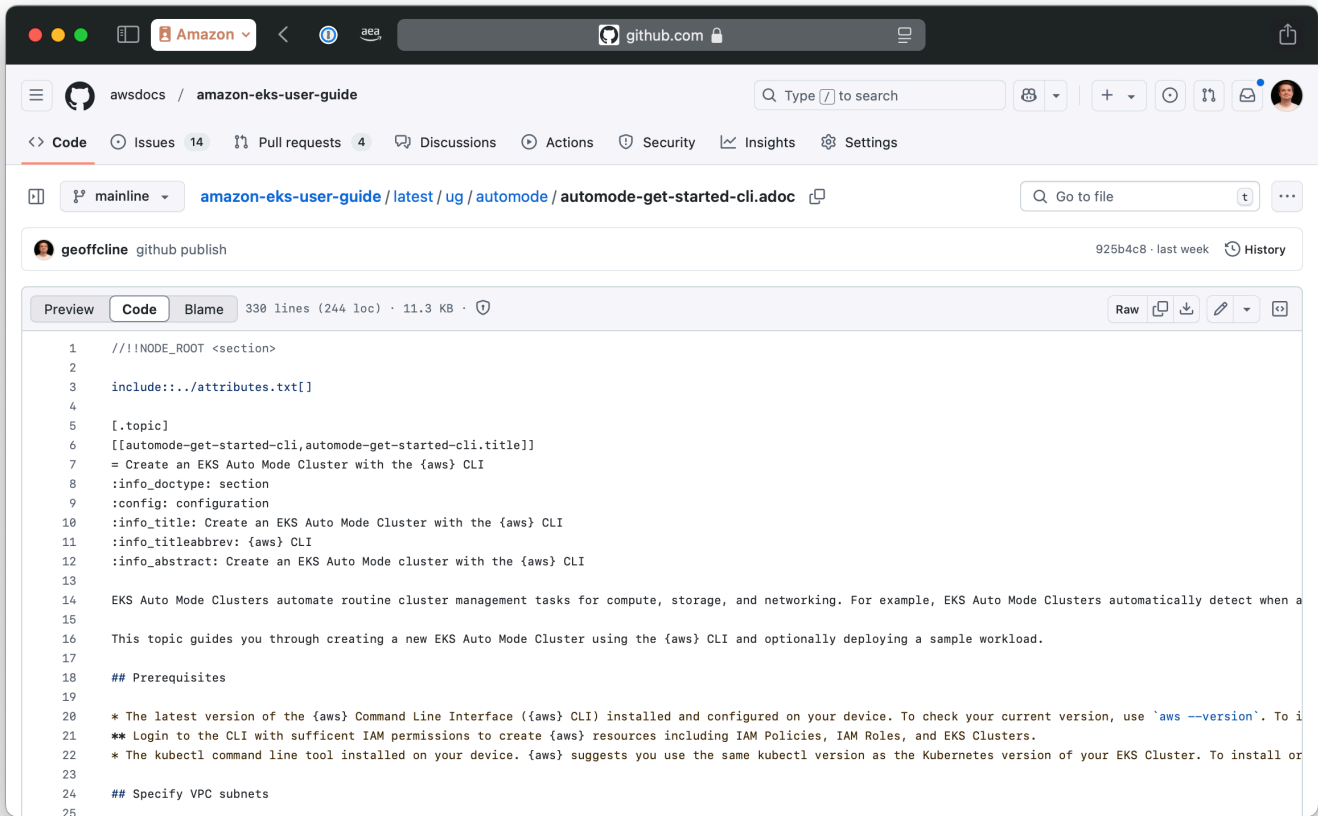 Amazon
aea
github.com
awsdocs / amazon-eks-user-guide
Type / to search
Code
Issues 14
Pull requests 4
Discussions
Actions
Security
Insights
Settings
mainline
amazon-eks-user-guide / latest / ug / automode / automode-get-started-cli.adoc
Go to file t
geoffcline github publish
925b4c8 · last week
History
Preview Code Blame 330 lines (244 loc) · 11.3 KB ·
Raw
1 //!!NODE_ROOT <section>
2
3 include::../attributes.txt[]
4
5 [.topic]
6 [[automode-get-started-cli,automode-get-started-cli.title]]
7 = Create an EKS Auto Mode Cluster with the {aws} CLI
8 :info_doctype: section
9 :config: configuration
10 :info_title: Create an EKS Auto Mode Cluster with the {aws} CLI
11 :info_titleabbrev: {aws} CLI
12 :info_abstract: Create an EKS Auto Mode cluster with the {aws} CLI
13
14 EKS Auto Mode Clusters automate routine cluster management tasks for compute, storage, and networking. For example, EKS Auto Mode Clusters automatically detect when a
15
16 This topic guides you through creating a new EKS Auto Mode Cluster using the {aws} CLI and optionally deploying a sample workload.
17
18 ## Prerequisites
19
20 * The latest version of the {aws} Command Line Interface ({aws} CLI) installed and configured on your device. To check your current version, use `aws --version`. To i
21 ** Login to the CLI with sufficent IAM permissions to create {aws} resources including IAM Policies, IAM Roles, and EKS Clusters.
22 * The kubectl command line tool installed on your device. {aws} suggests you use the same kubectl version as the Kubernetes version of your EKS Cluster. To install or
23
24 ## Specify VPC subnets
25